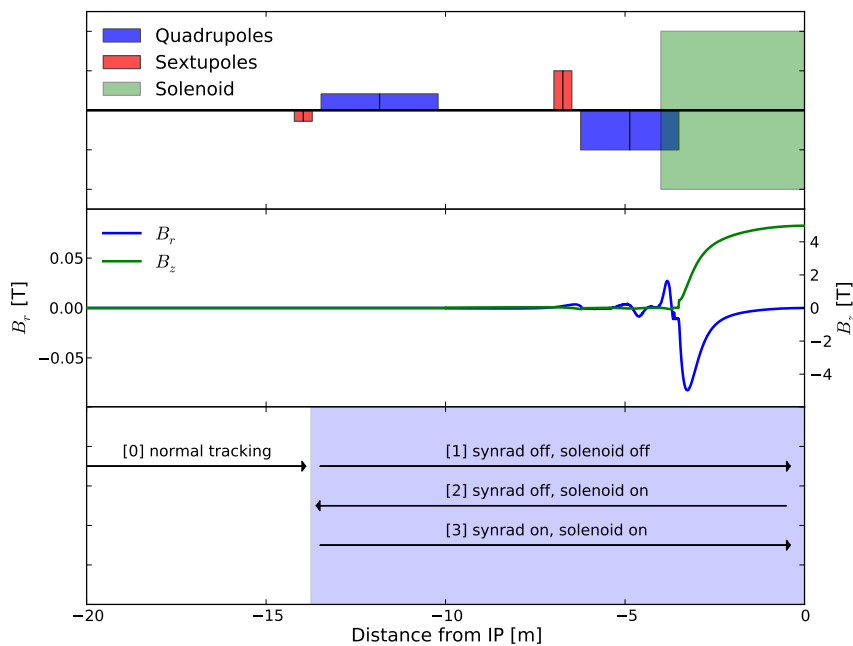 Quadrupoles
Sextupoles
Solenoid
B_r
B_z
B_r [T]
0.05
0.00
−0.05
4
2
0
−2
−4
B_z [T]
[0] normal tracking
[1] synrad off, solenoid off
[2] synrad off, solenoid on
[3] synrad on, solenoid on
−20
−15
−10
−5
0
Distance from IP [m]